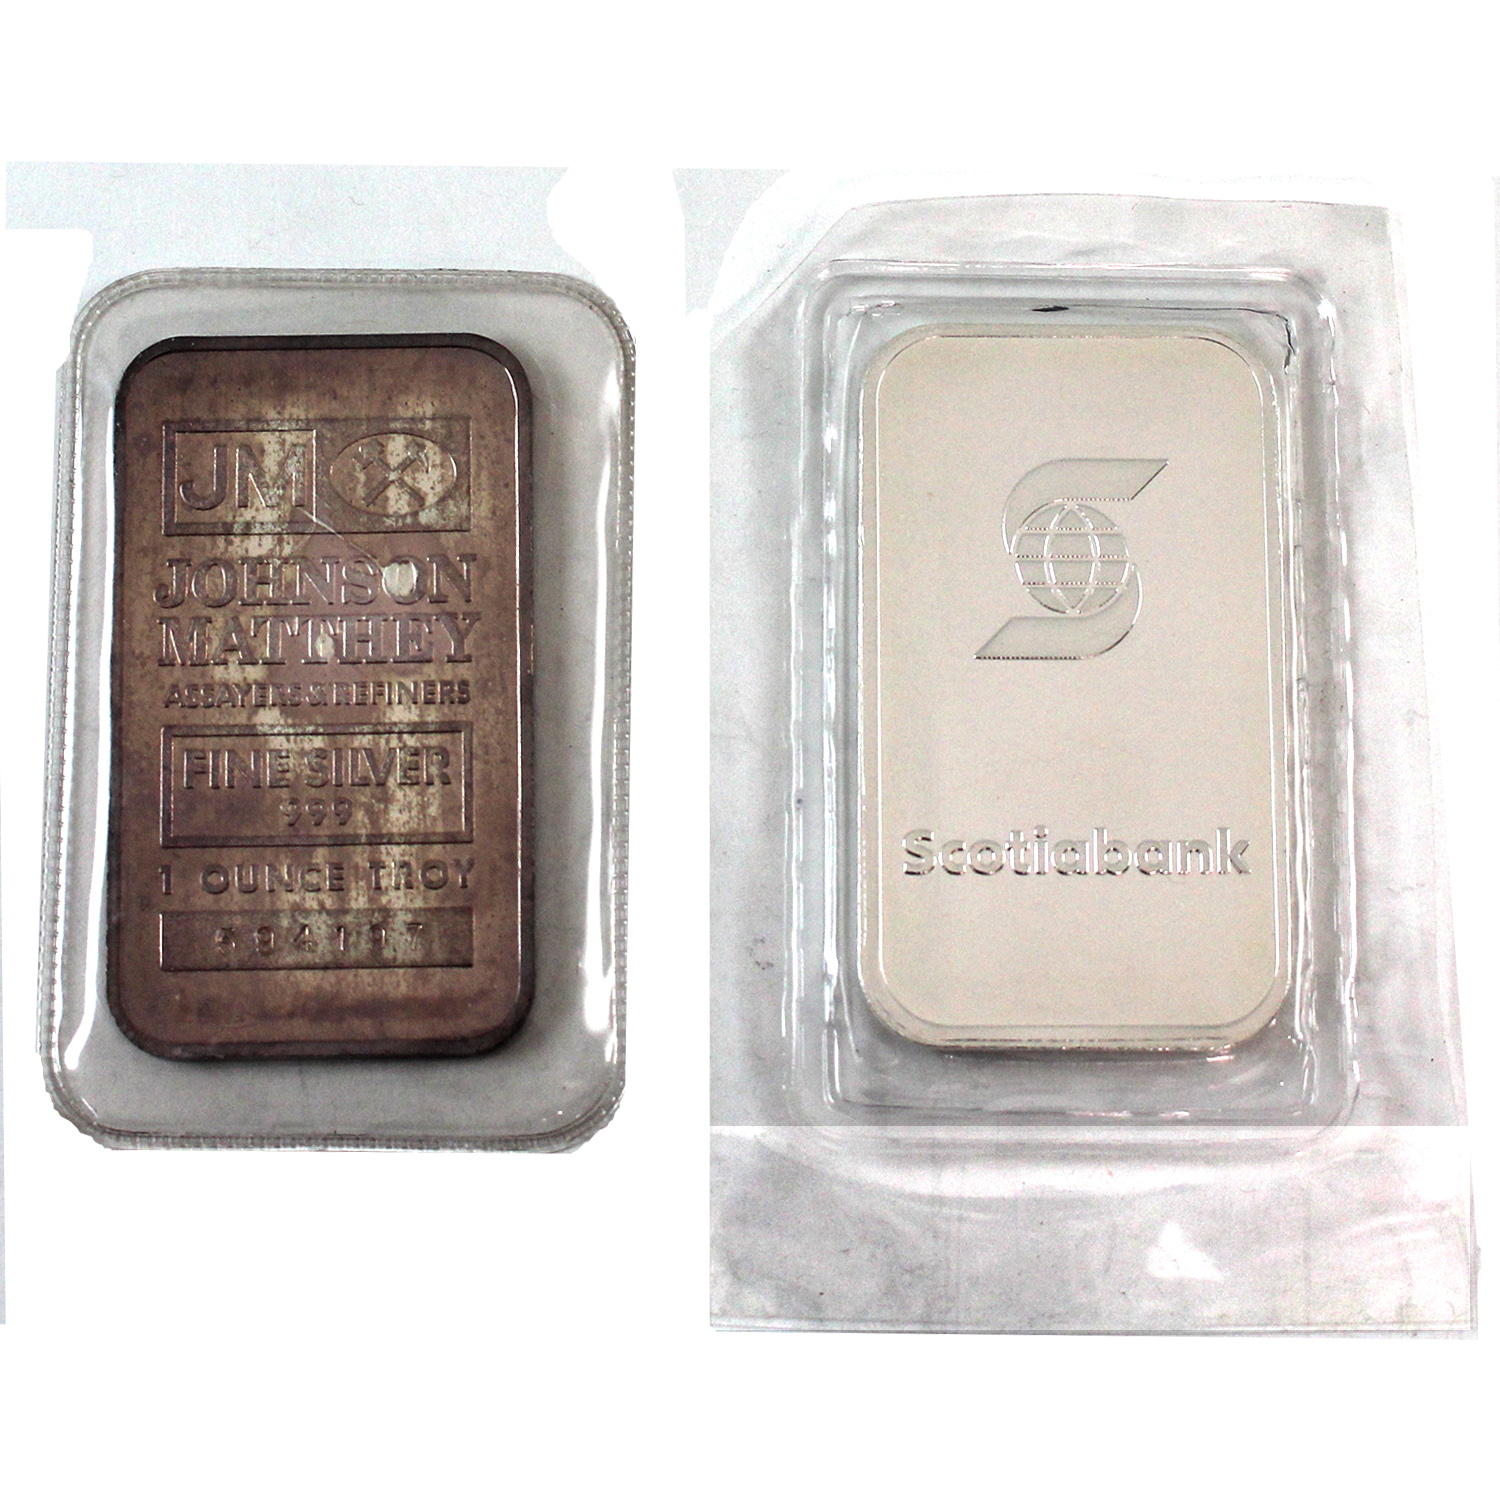 JM
JOHNSON
MATTHEY
ASSAYERS & REFINERS
FINE SILVER
999
1 OUNCE TROY
Scotiabank